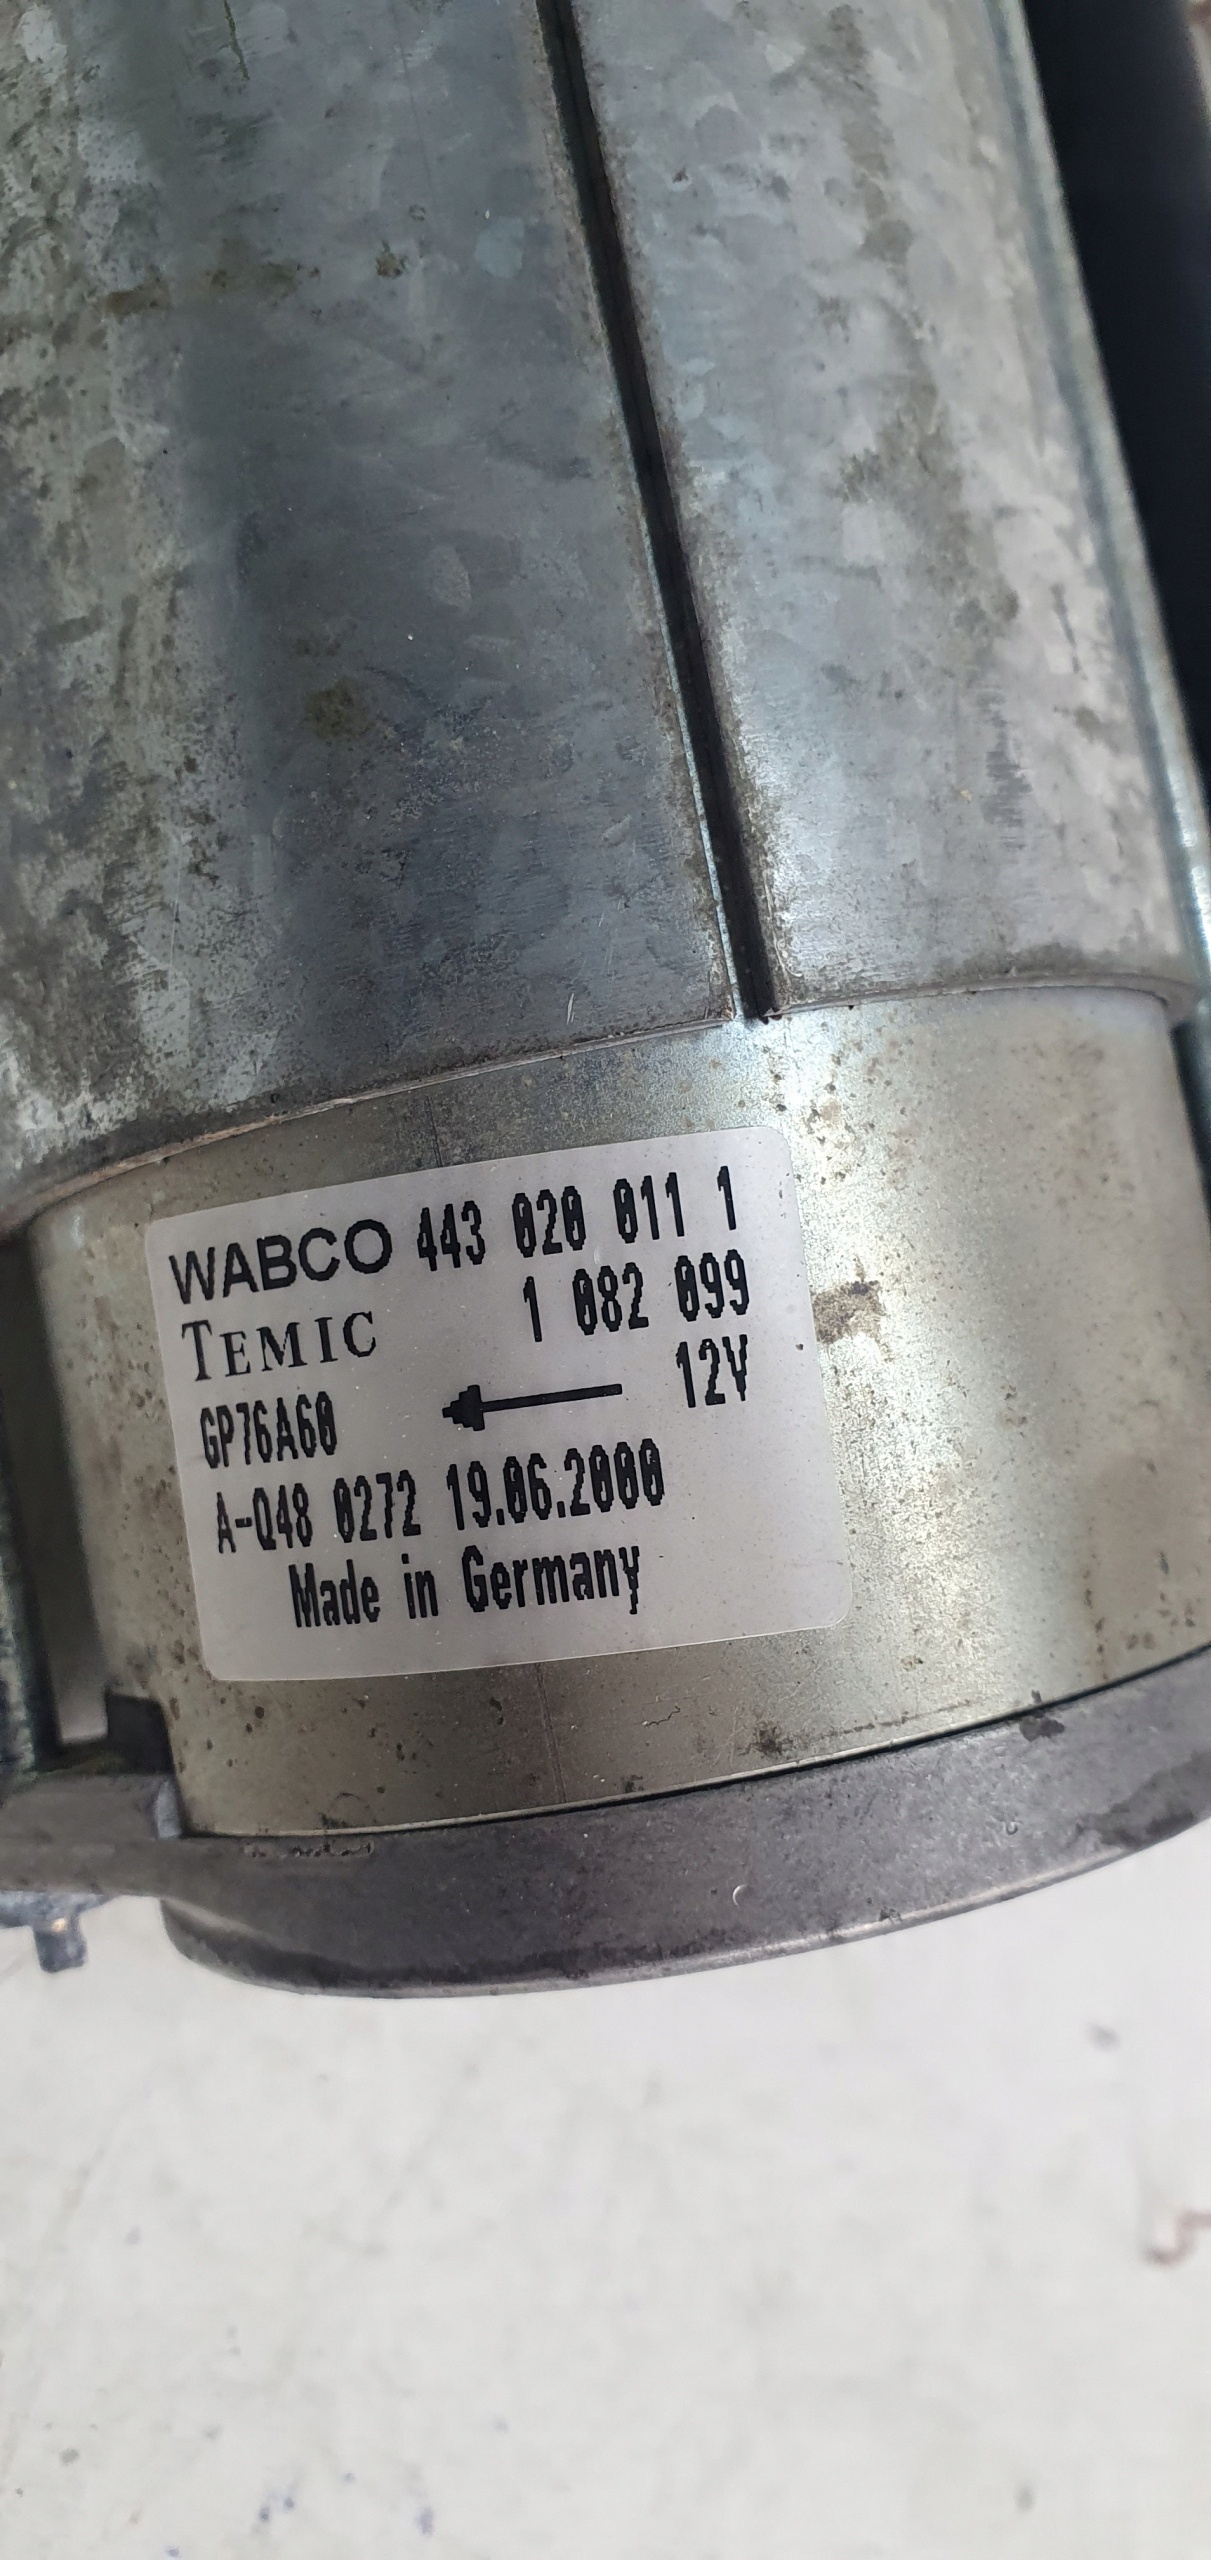 WABCO 443 020 011 1
TEMIC 1 082 099
GP76A60 12V
A-Q48 0272 19.06.2000
Made in Germany